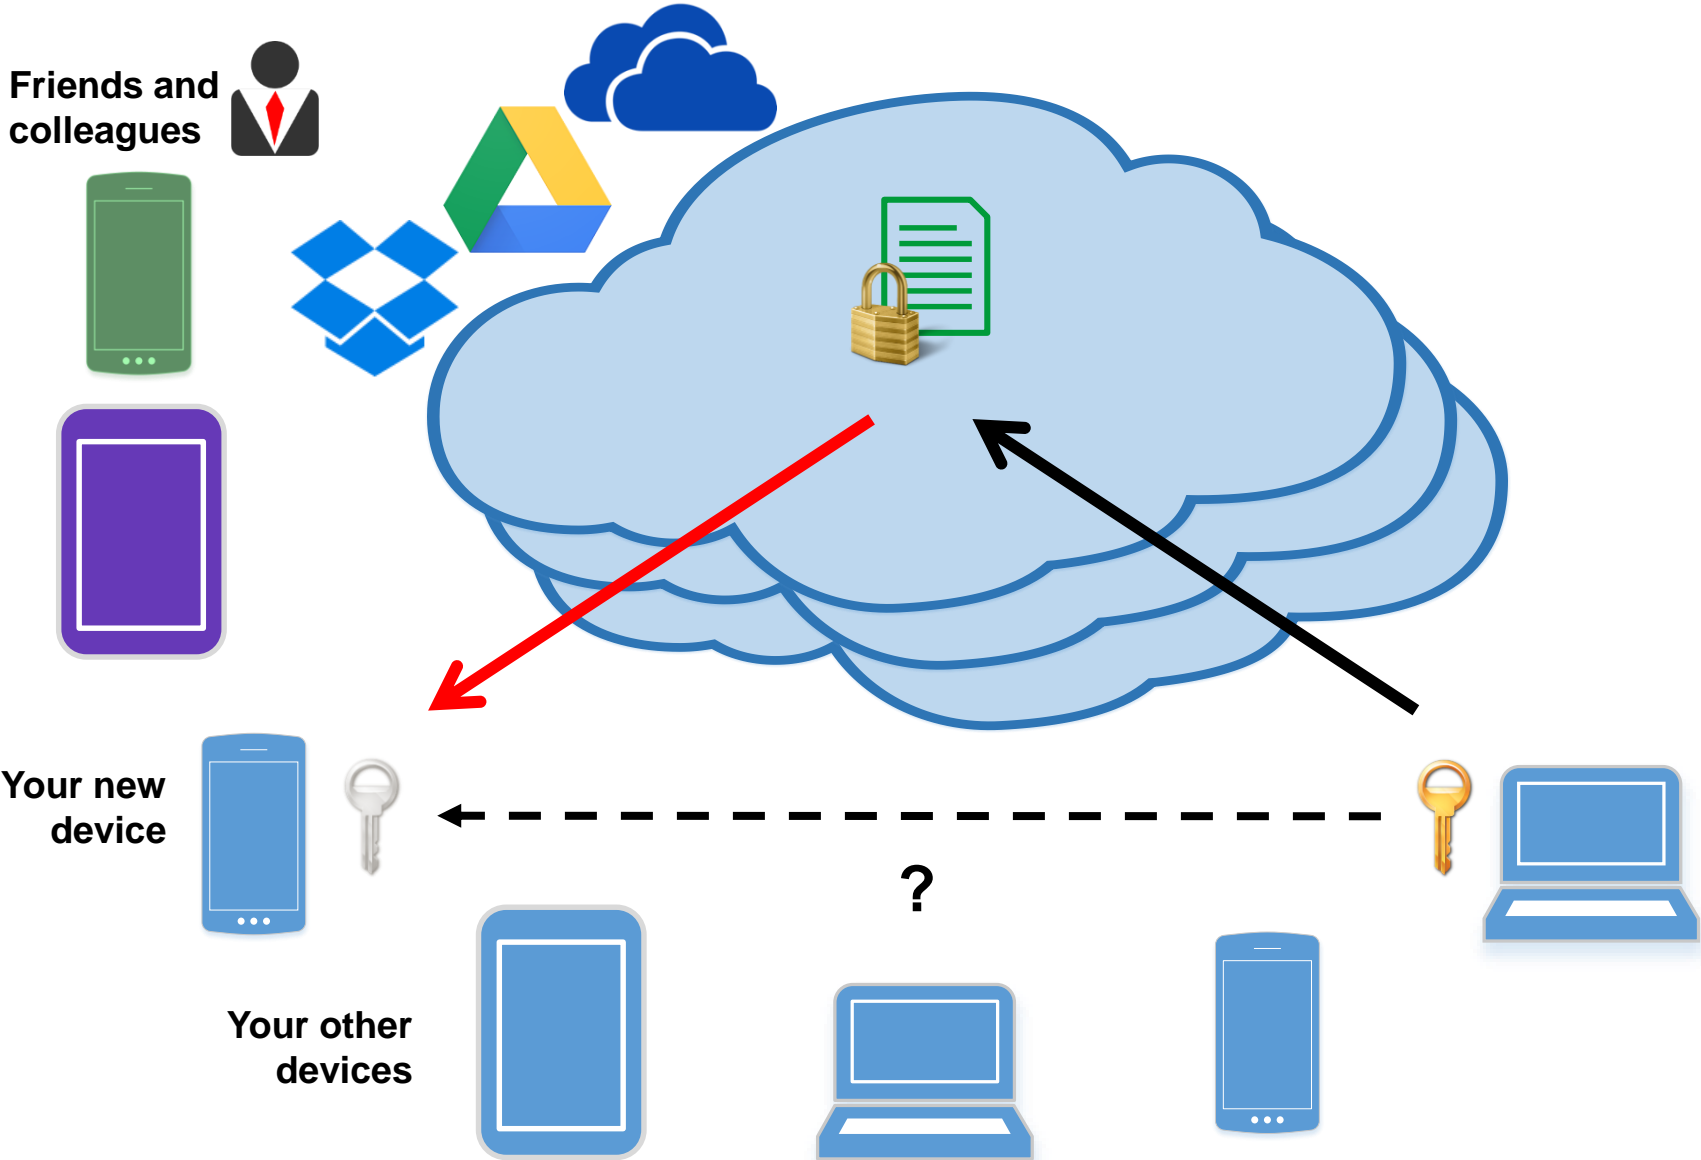 Friends and
colleagues
Your new
device
?
Your other
devices